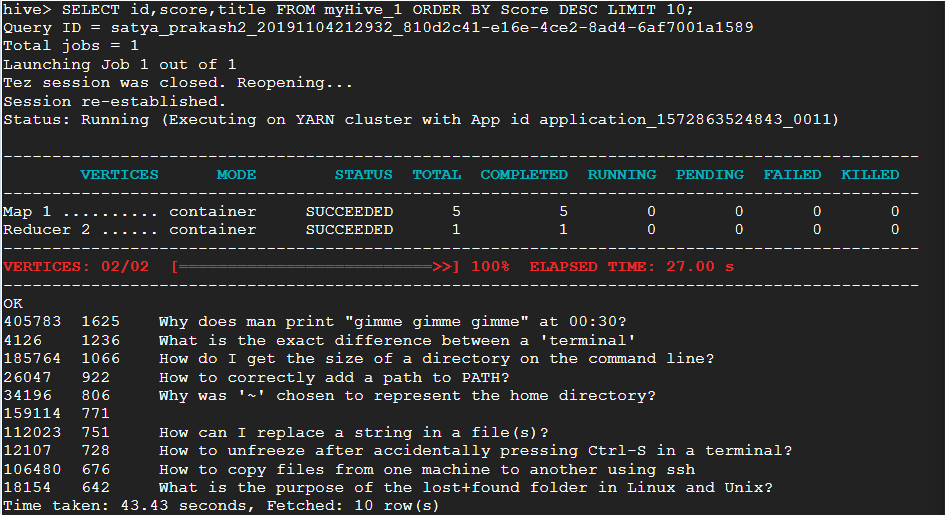 hive> SELECT id,score,title FROM myHive_1 ORDER BY Score DESC LIMIT 10;
Query ID = satya_prakash2_20191104212932_810d2c41-e16e-4ce2-8ad4-6af7001a1589
Total jobs = 1
Launching Job 1 out of 1
Tez session was closed. Reopening...
Session re-established.
Status: Running (Executing on YARN cluster with App id application_1572863524843_0011)
----------------------------------------------------------------------------------------------
        VERTICES      MODE        STATUS  TOTAL  COMPLETED  RUNNING  PENDING  FAILED  KILLED
----------------------------------------------------------------------------------------------
Map 1 .......... container     SUCCEEDED      5          5        0        0       0       0
Reducer 2 ...... container     SUCCEEDED      1          1        0        0       0       0
----------------------------------------------------------------------------------------------
VERTICES: 02/02  [==========================>>] 100%  ELAPSED TIME: 27.00 s
----------------------------------------------------------------------------------------------
OK
405783  1625    Why does man print "gimme gimme gimme" at 00:30?
4126    1236    What is the exact difference between a 'terminal'
185764  1066    How do I get the size of a directory on the command line?
26047   922     How to correctly add a path to PATH?
34196   806     Why was '~' chosen to represent the home directory?
159114  771
112023  751     How can I replace a string in a file(s)?
12107   728     How to unfreeze after accidentally pressing Ctrl-S in a terminal?
106480  676     How to copy files from one machine to another using ssh
18154   642     What is the purpose of the lost+found folder in Linux and Unix?
Time taken: 43.43 seconds, Fetched: 10 row(s)